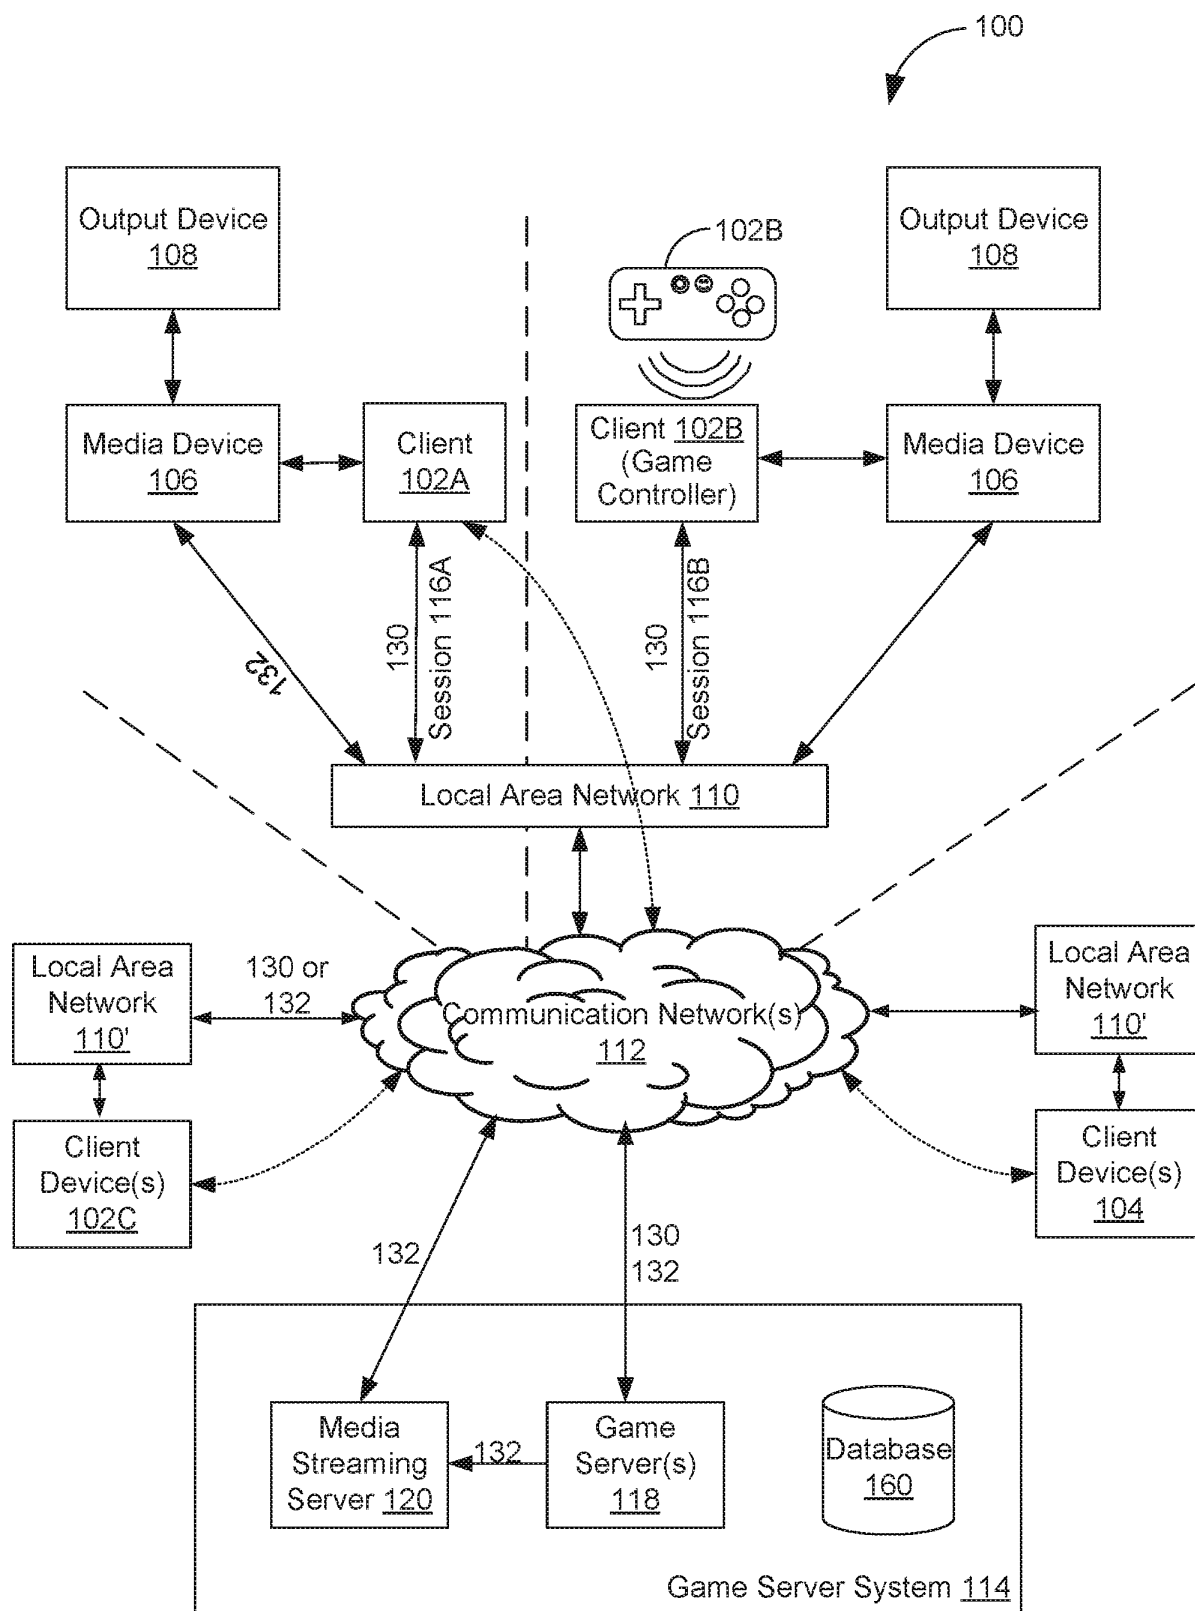 100
Output Device
108
102B
Output Device
108
Media Device
106
Client
102A
Client 102B
(Game
Controller)
Media Device
106
132
130
Session 116A
130
Session 116B
Local Area Network 110
Local Area
Network
110'
130 or
132
Communication Network(s)
112
Local Area
Network
110'
Client
Device(s)
102C
Client
Device(s)
104
132
130
132
Media
Streaming
Server 120
132
Game
Server(s)
118
Database
160
Game Server System 114